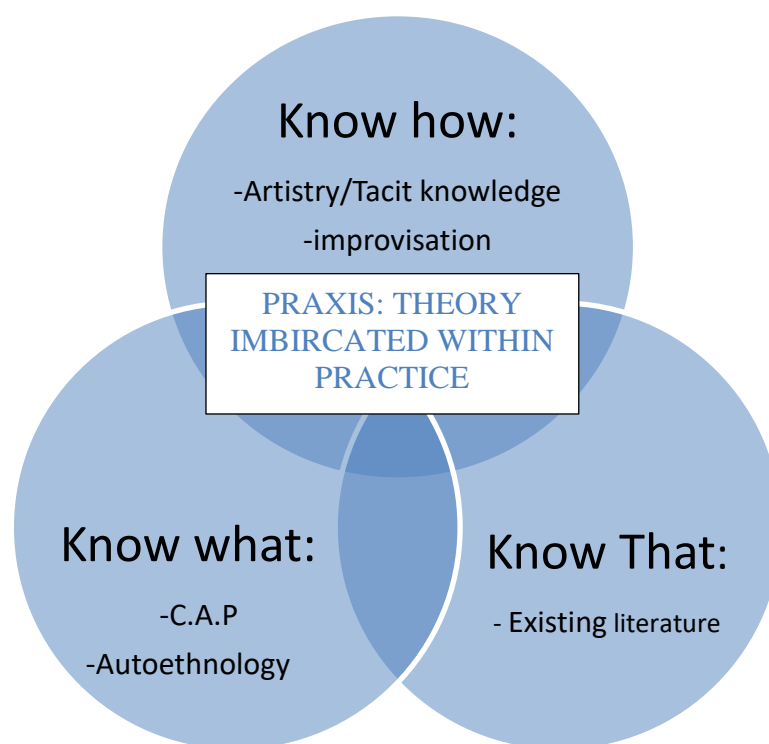 Know how:
-Artistry/Tacit knowledge
-improvisation
PRAXIS: THEORY
IMBIRCATED WITHIN
PRACTICE
Know what:
-C.A.P
-Autoethnology
Know That:
- Existing literature